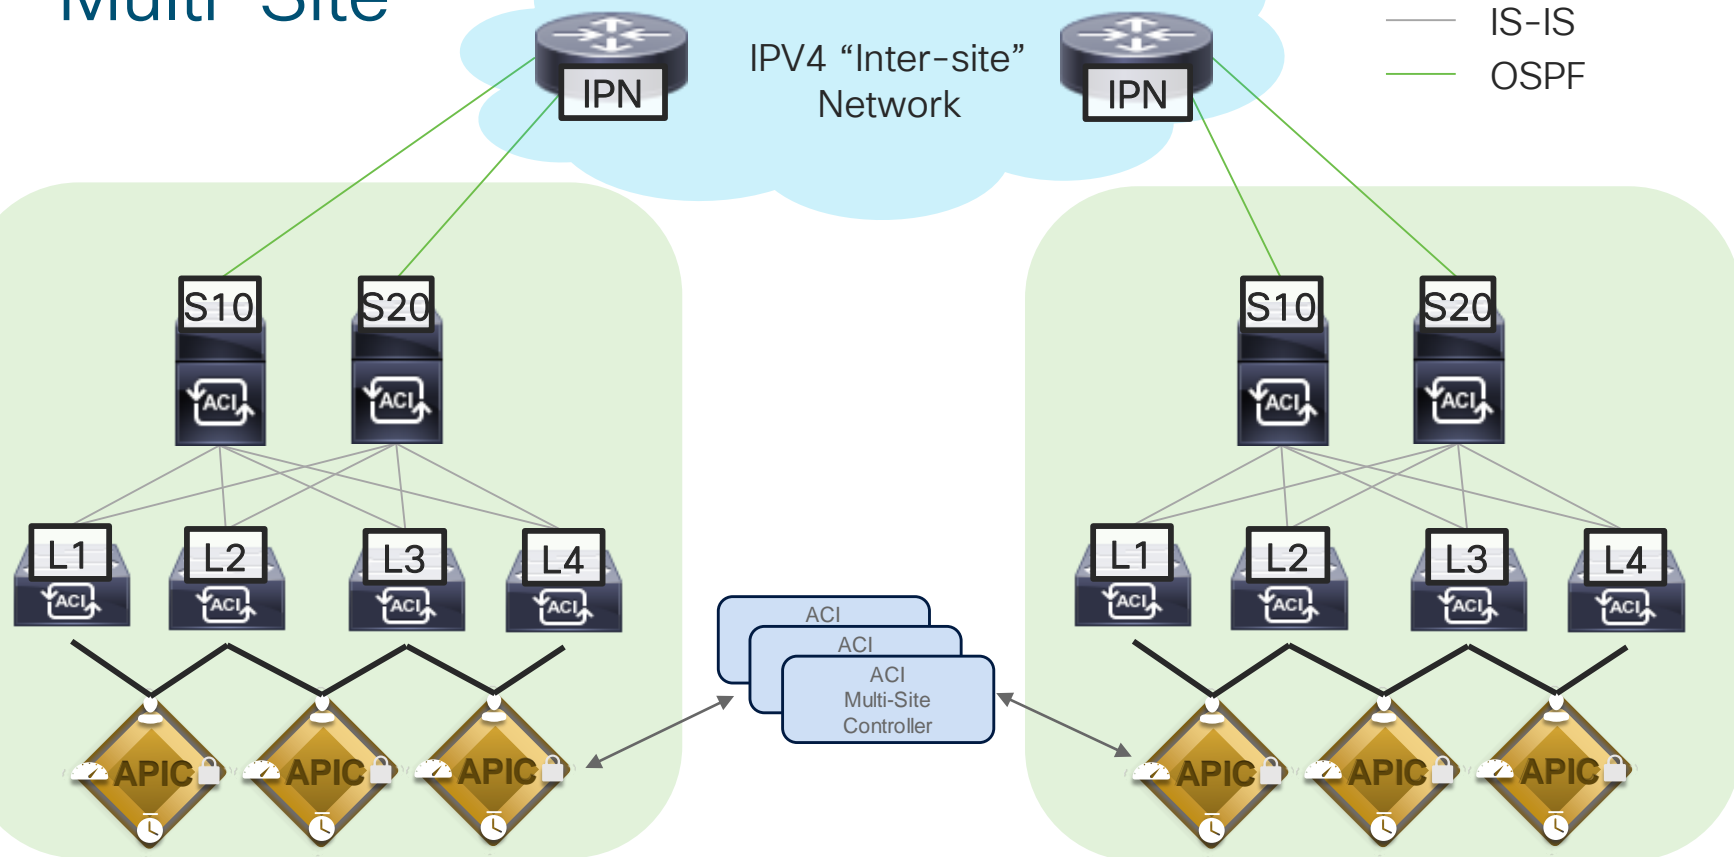 Multi-Site
IPV4 “Inter-site”
Network
IS-IS
OSPF
IPN
IPN
S10
S20
S10
S20
ACI
ACI
ACI
ACI
L1
L2
L3
L4
L1
L2
L3
L4
ACI
ACI
ACI
ACI
ACI
ACI
ACI
ACI
ACI
ACI
ACI
Multi-Site
Controller
APIC
APIC
APIC
APIC
APIC
APIC